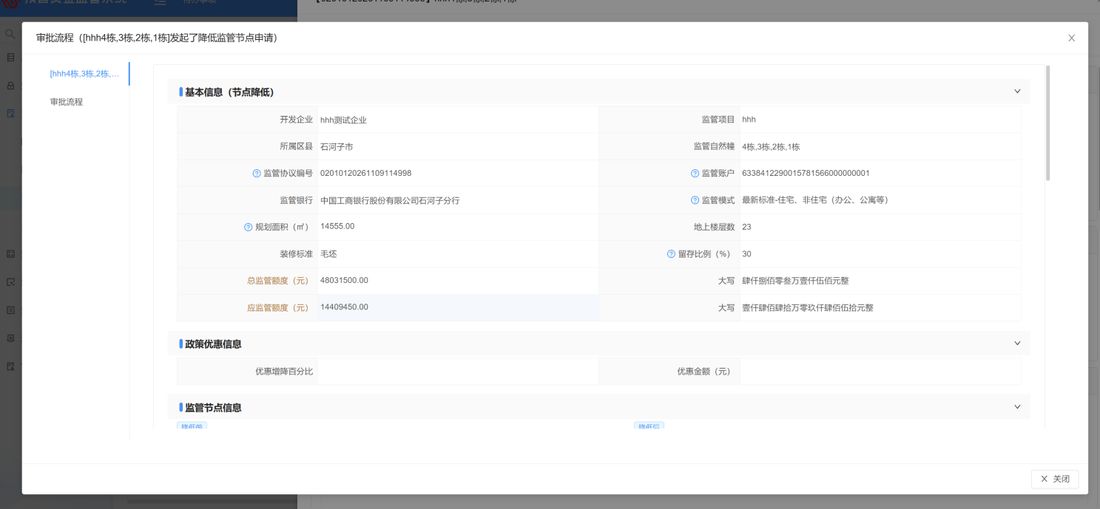 审批流程（[hhh4栋,3栋,2栋,1栋]发起了降低监管节点申请）
[hhh4栋,3栋,2栋,...
审批流程
基本信息（节点降低）
开发企业 hhh测试企业 监管项目 hhh
所属区县 石河子市 监管自然幢 4栋,3栋,2栋,1栋
监管协议编号 02010120261109114998 监管账户 6338412290015781566000000001
监管银行 中国工商银行股份有限公司石河子分行 监管模式 最新标准-住宅、非住宅（办公、公寓等）
规划面积（㎡） 14555.00 地上楼层数 23
装修标准 毛坯 留存比例（%） 30
总监管额度（元） 48031500.00 大写 肆仟捌佰零叁万壹仟伍佰元整
应监管额度（元） 14409450.00 大写 壹仟肆佰肆拾万零玖仟肆佰伍拾元整
政策优惠信息
优惠增降百分比 优惠金额（元）
监管节点信息
降低前 降低后
关闭